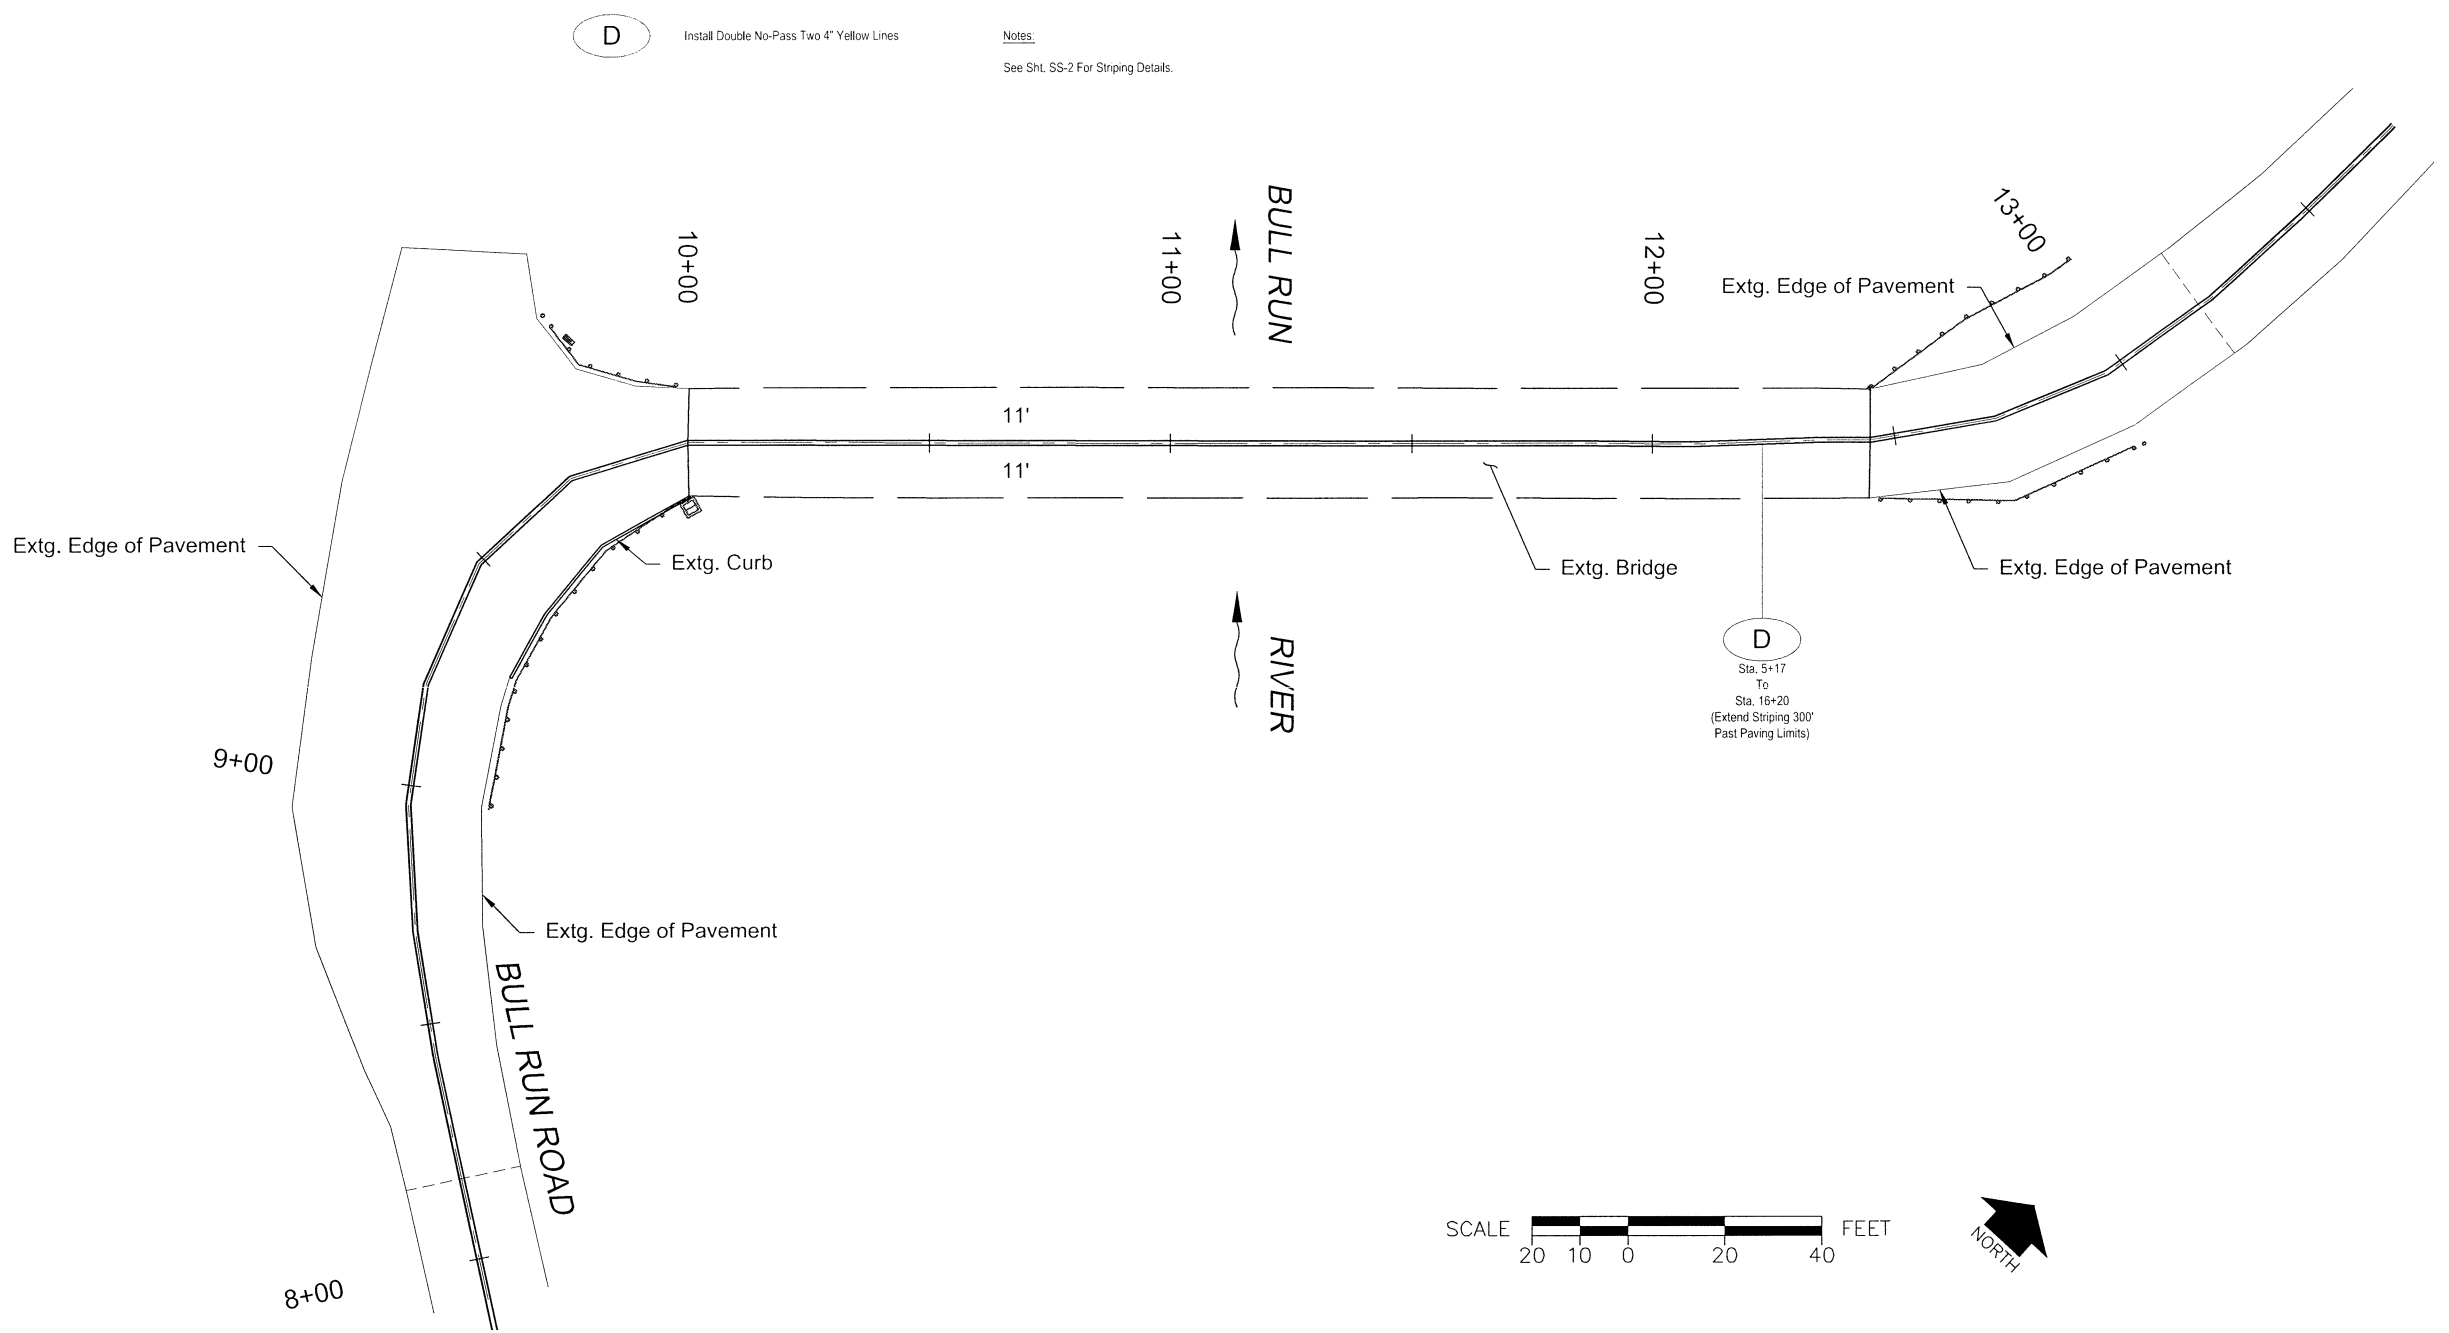 D
Install Double No-Pass Two 4" Yellow Lines
Notes:
See Sht. SS-2 For Striping Details.
10+00
11+00
BULL RUN
12+00
13+00
Extg. Edge of Pavement
11'
11'
Extg. Edge of Pavement
Extg. Curb
Extg. Bridge
Extg. Edge of Pavement
RIVER
D
Sta. 5+17
To
Sta. 16+20
(Extend Striping 300'
Past Paving Limits)
9+00
Extg. Edge of Pavement
BULL RUN ROAD
8+00
SCALE
FEET
20 10 0 20 40
NORTH